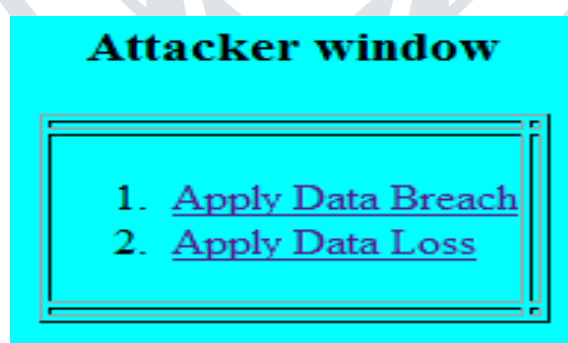 Attacker window
1. Apply Data Breach
2. Apply Data Loss